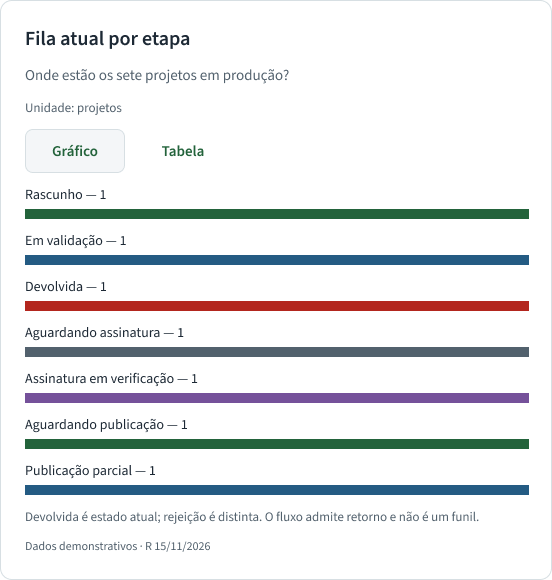 Fila atual por etapa
Onde estão os sete projetos em produção?
Unidade: projetos
Gráfico
Tabela
Rascunho — 1
Em validação — 1
Devolvida — 1
Aguardando assinatura — 1
Assinatura em verificação — 1
Aguardando publicação — 1
Publicação parcial — 1
Devolvida é estado atual; rejeição é distinta. O fluxo admite retorno e não é um funil.
Dados demonstrativos · R 15/11/2026